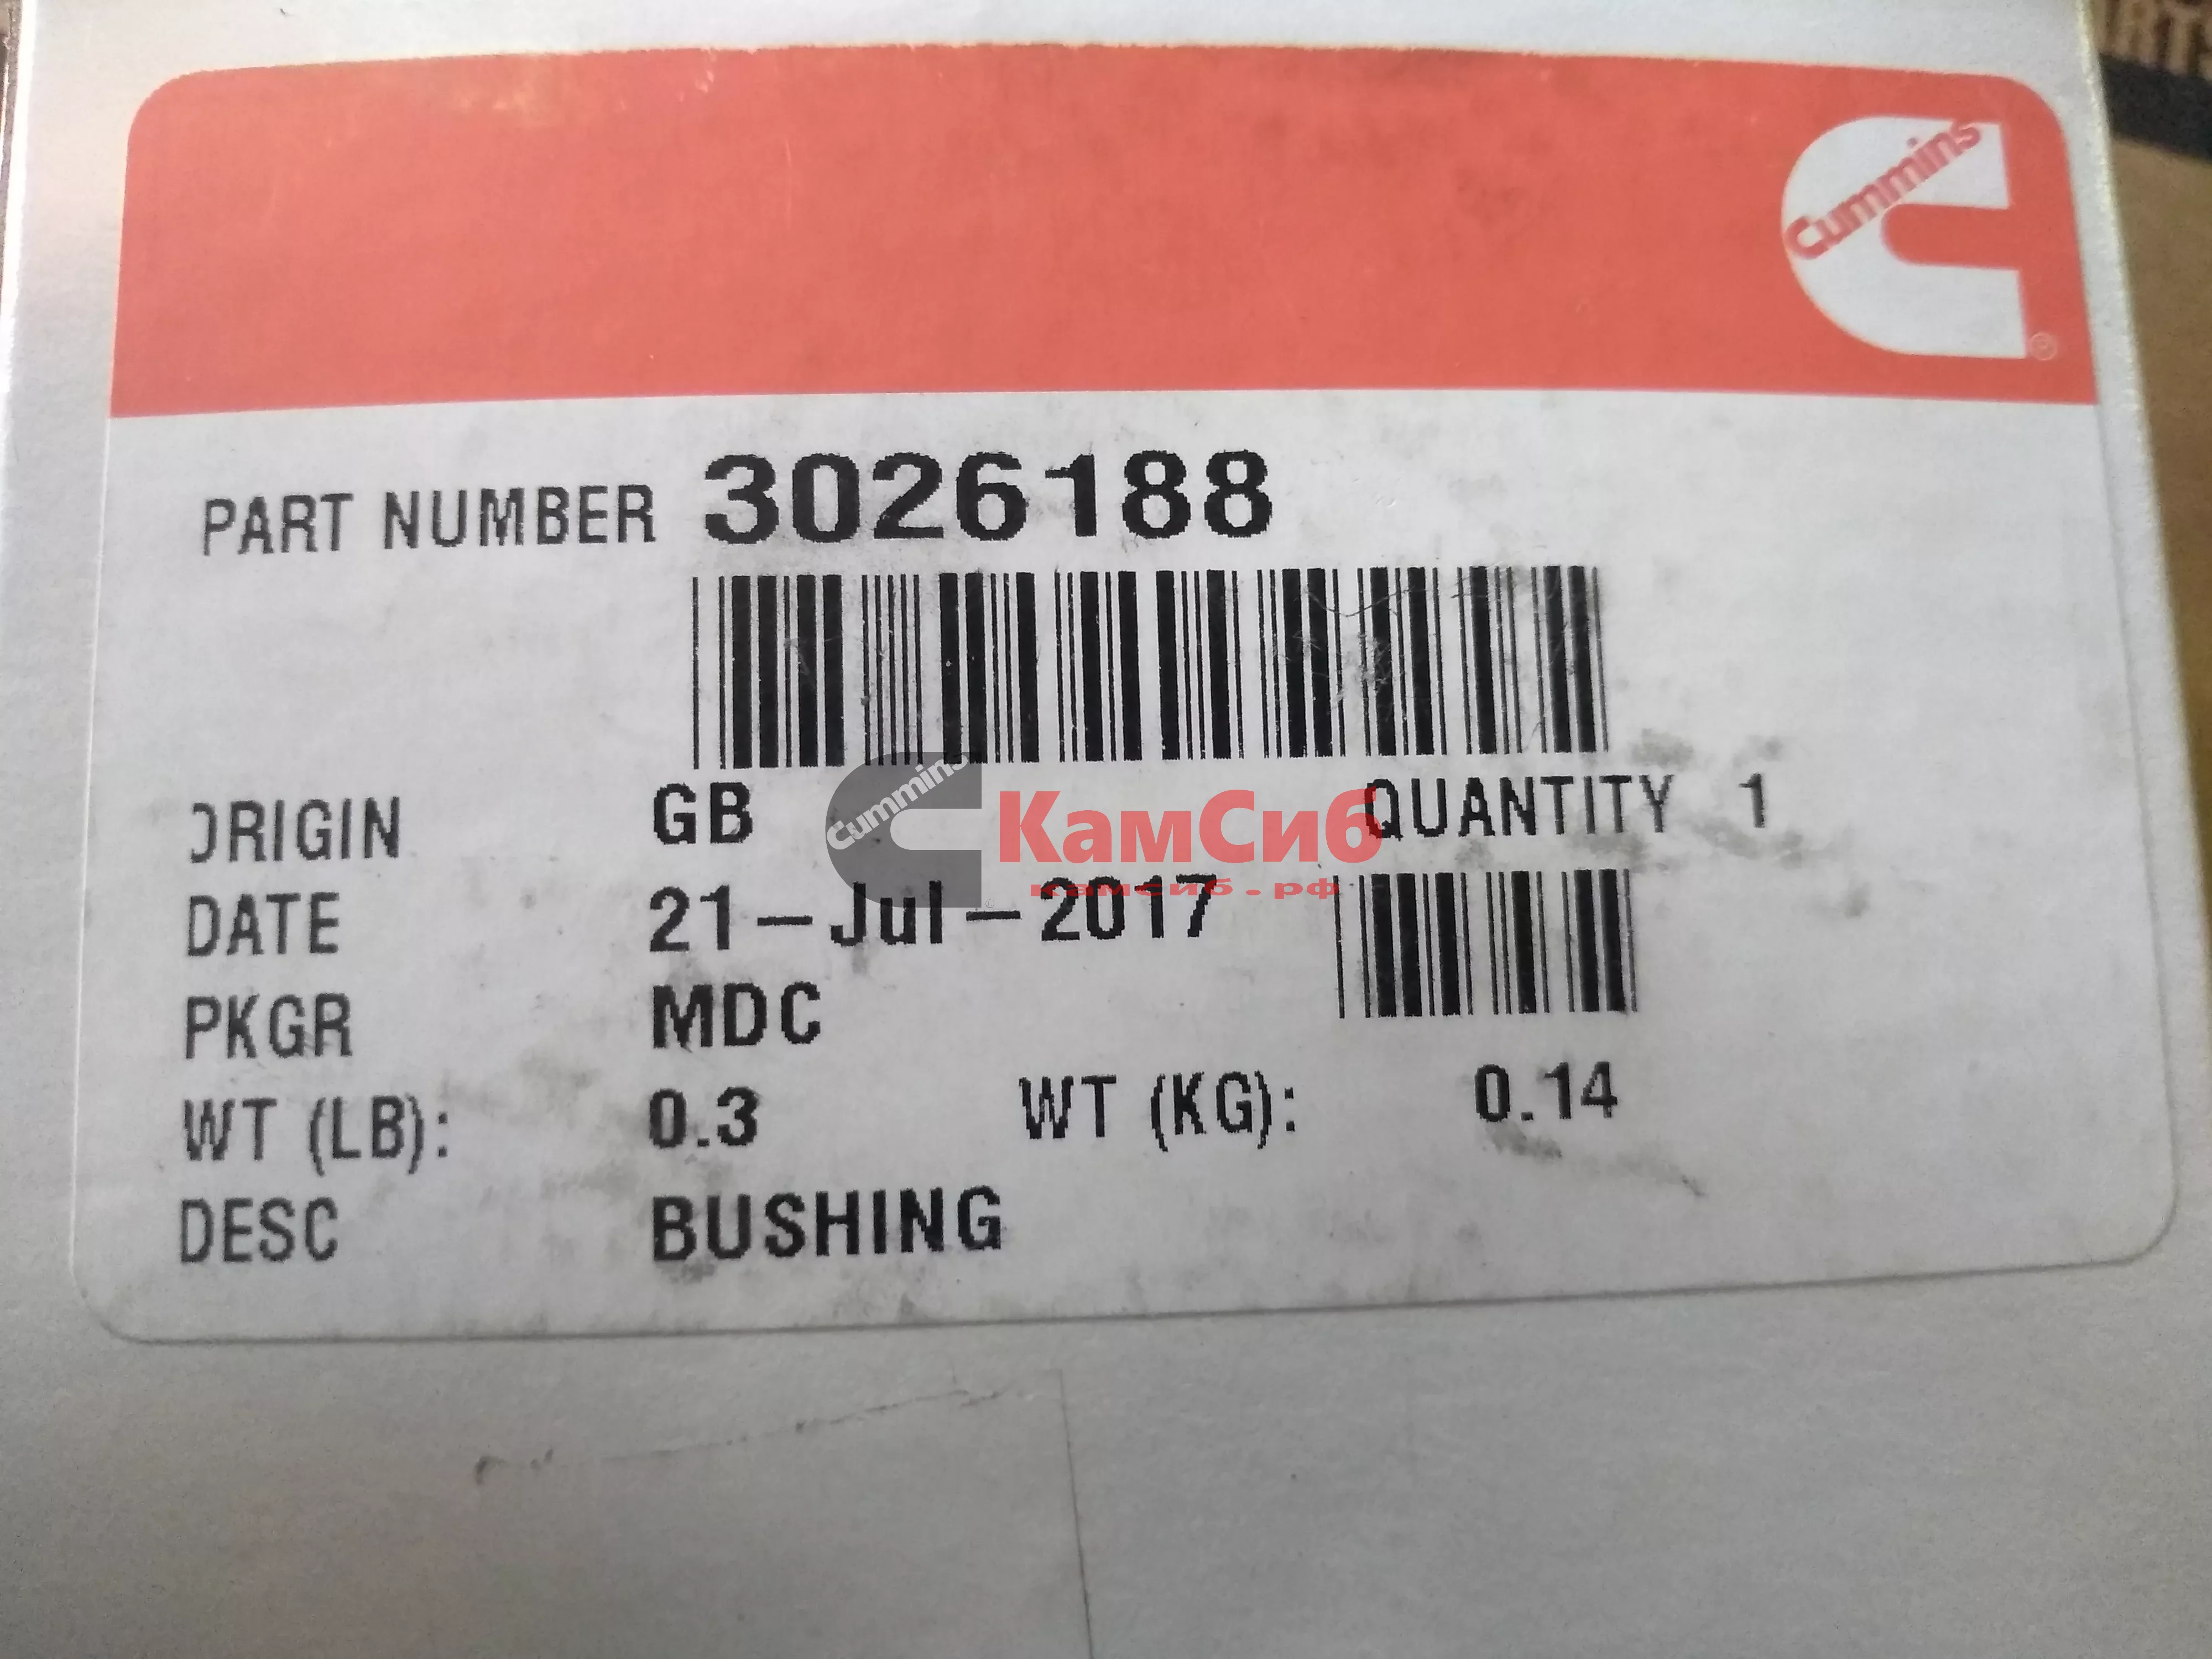 Cummins
PART NUMBER 3026188
ORIGIN GB QUANTITY 1
Cummins
КамСиб
камсиб.рф
DATE 21-Jul-2017
PKGR MDC
WT (LB): 0.3 WT (KG): 0.14
DESC BUSHING